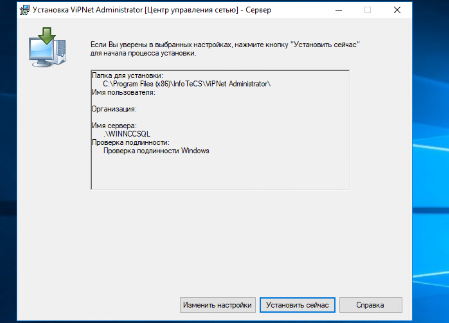 Установка ViPNet Administrator [Центр управления сетью] - Сервер
Если Вы уверены в выбранных настройках, нажмите кнопку "Установить сейчас"
для начала процесса установки.
Папка для установки:
C:\Program Files (x86)\InfoTeCS\ViPNet Administrator\
Имя пользователя:
Организация:
Имя сервера:
.\WINNCCSQL
Проверка подлинности:
Проверка подлинности Windows
Изменить настройки
Установить сейчас
Справка